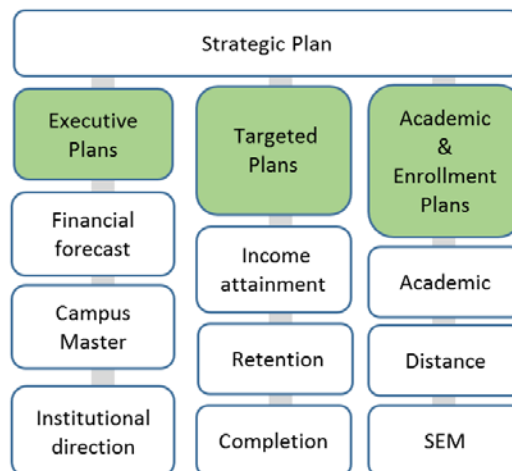 Strategic Plan
Executive
Plans
Financial
forecast
Campus
Master
Institutional
direction
Targeted
Plans
Income
attainment
Retention
Completion
Academic
&
Enrollment
Plans
Academic
Distance
SEM